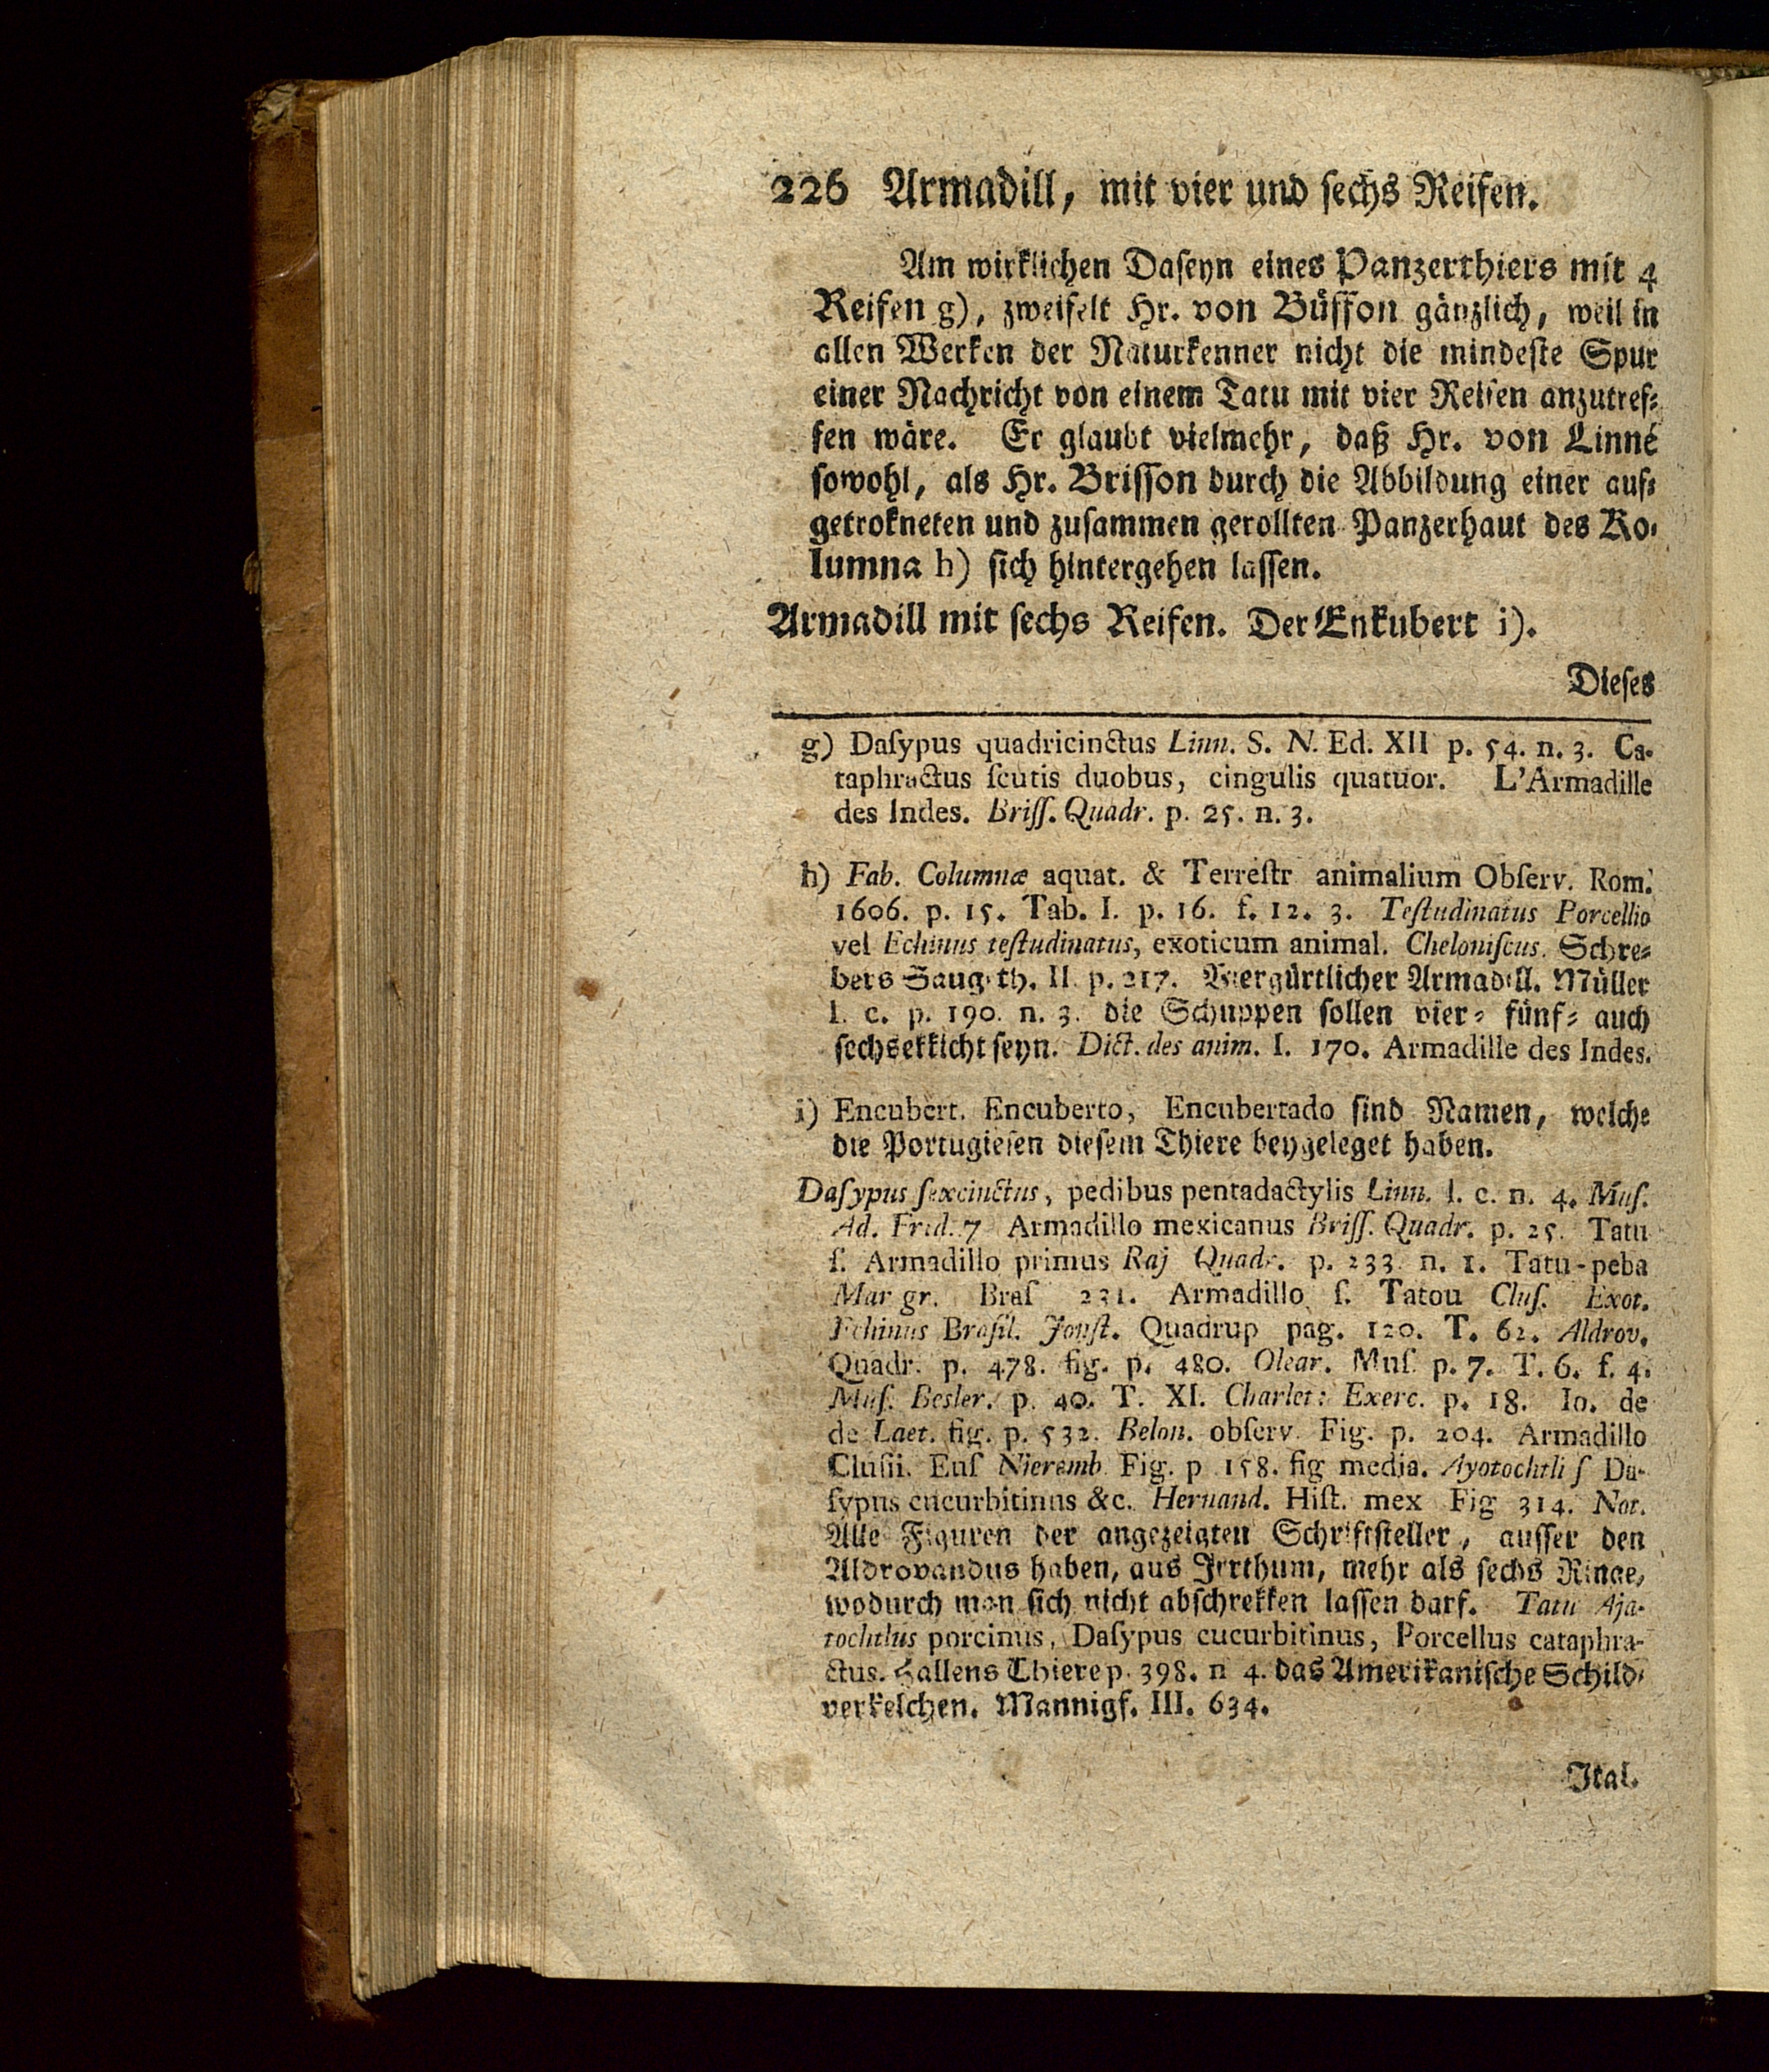 226 Armadill, mit vier und ſechs Reifen.
Am wirklichen Daſeyn eines Panzerthiers mit 4
Reifen g), zweifelt Hr. von Büffon gänzlich, weil in
allen Werken der Naturkenner nicht die mindeſte Spur
einer Nachricht von einem Tatu mit vier Reifen anzutref⸗
fen wäre. Er glaubt vielmehr, daß Hr. von Linné
ſowohl, als Hr. Briſſon durch die Abbildung einer auf⸗
getrokneten und zuſammen gerollten Panzerhaut des Ko⸗
lumna h) ſich hintergehen laſſen.
Armadill mit ſechs Reifen. Der Enkubert i).
Dieſes
g) Daſypus quadricinctus Linn. S. N. Ed. XII p. 54. n. 3. Ca-
taphractus ſcutis duobus, cingulis quatuor. L'Armadille
des Indes. Briſſ. Quadr. p. 25. n. 3.
h) Fab. Columnæ aquat. & Terreſtr animalium Obſerv. Rom.
1606. p. 15. Tab. I. p. 16. f. 12. 3. Teſtudinatus Porcellio
vel Echinus teſtudinatus, exoticum animal. Cheloniſcus. Schre⸗
bers Saugth. II. p. 217. Viergürtlicher Armadill. Müller
l. c. p. 190. n. 3. die Schuppen ſollen vier⸗ fünf⸗ auch
ſechsekkicht ſeyn. Dict. des anim. I. 170. Armadille des Indes.
i) Encubert. Encuberto, Encubertado ſind Namen, welche
die Portugieſen dieſem Thiere beygeleget haben.
Daſypus ſexcinctus, pedibus pentadactylis Linn. l. c. n. 4. Muſ.
Ad. Frid. 7 Armadillo mexicanus Briſſ. Quadr. p. 25. Tatu
ſ. Armadillo primus Raj Quadr. p. 233. n. 1. Tatu-peba
Mar gr. Braſ 231. Armadillo ſ. Tatou Cluſ. Exot.
Echinus Braſil. Jonſt. Quadrup pag. 120. T. 62. Aldrov.
Quadr. p. 478. fig. p. 480. Olear. Muſ. p. 7. T. 6. f. 4.
Muſ. Besler. p. 40. T. XI. Charlet: Exerc. p. 18. Io. de
de Laet. fig. p. 532. Belon. obſerv. Fig. p. 204. Armadillo
Cluſii. Euſ Nieremb. Fig. p 158. fig media. Ayotochtli ſ Da-
ſypus cucurbitinus &c. Hernand. Hiſt. mex Fig 314. Not.
Alle Figuren der angezeigten Schriftſteller, auſſer den
Aldrovandus haben, aus Irrthum, mehr als ſechs Ringe,
wodurch man ſich nicht abſchrekken laſſen darf. Tatu Aja-
tochtlus porcinus, Daſypus cucurbitinus, Porcellus cataphra-
ctus. Hallens Thiere p. 398. n 4. das Amerikaniſche Schild⸗
verkelchen. Mannigf. III. 634.
Ital.